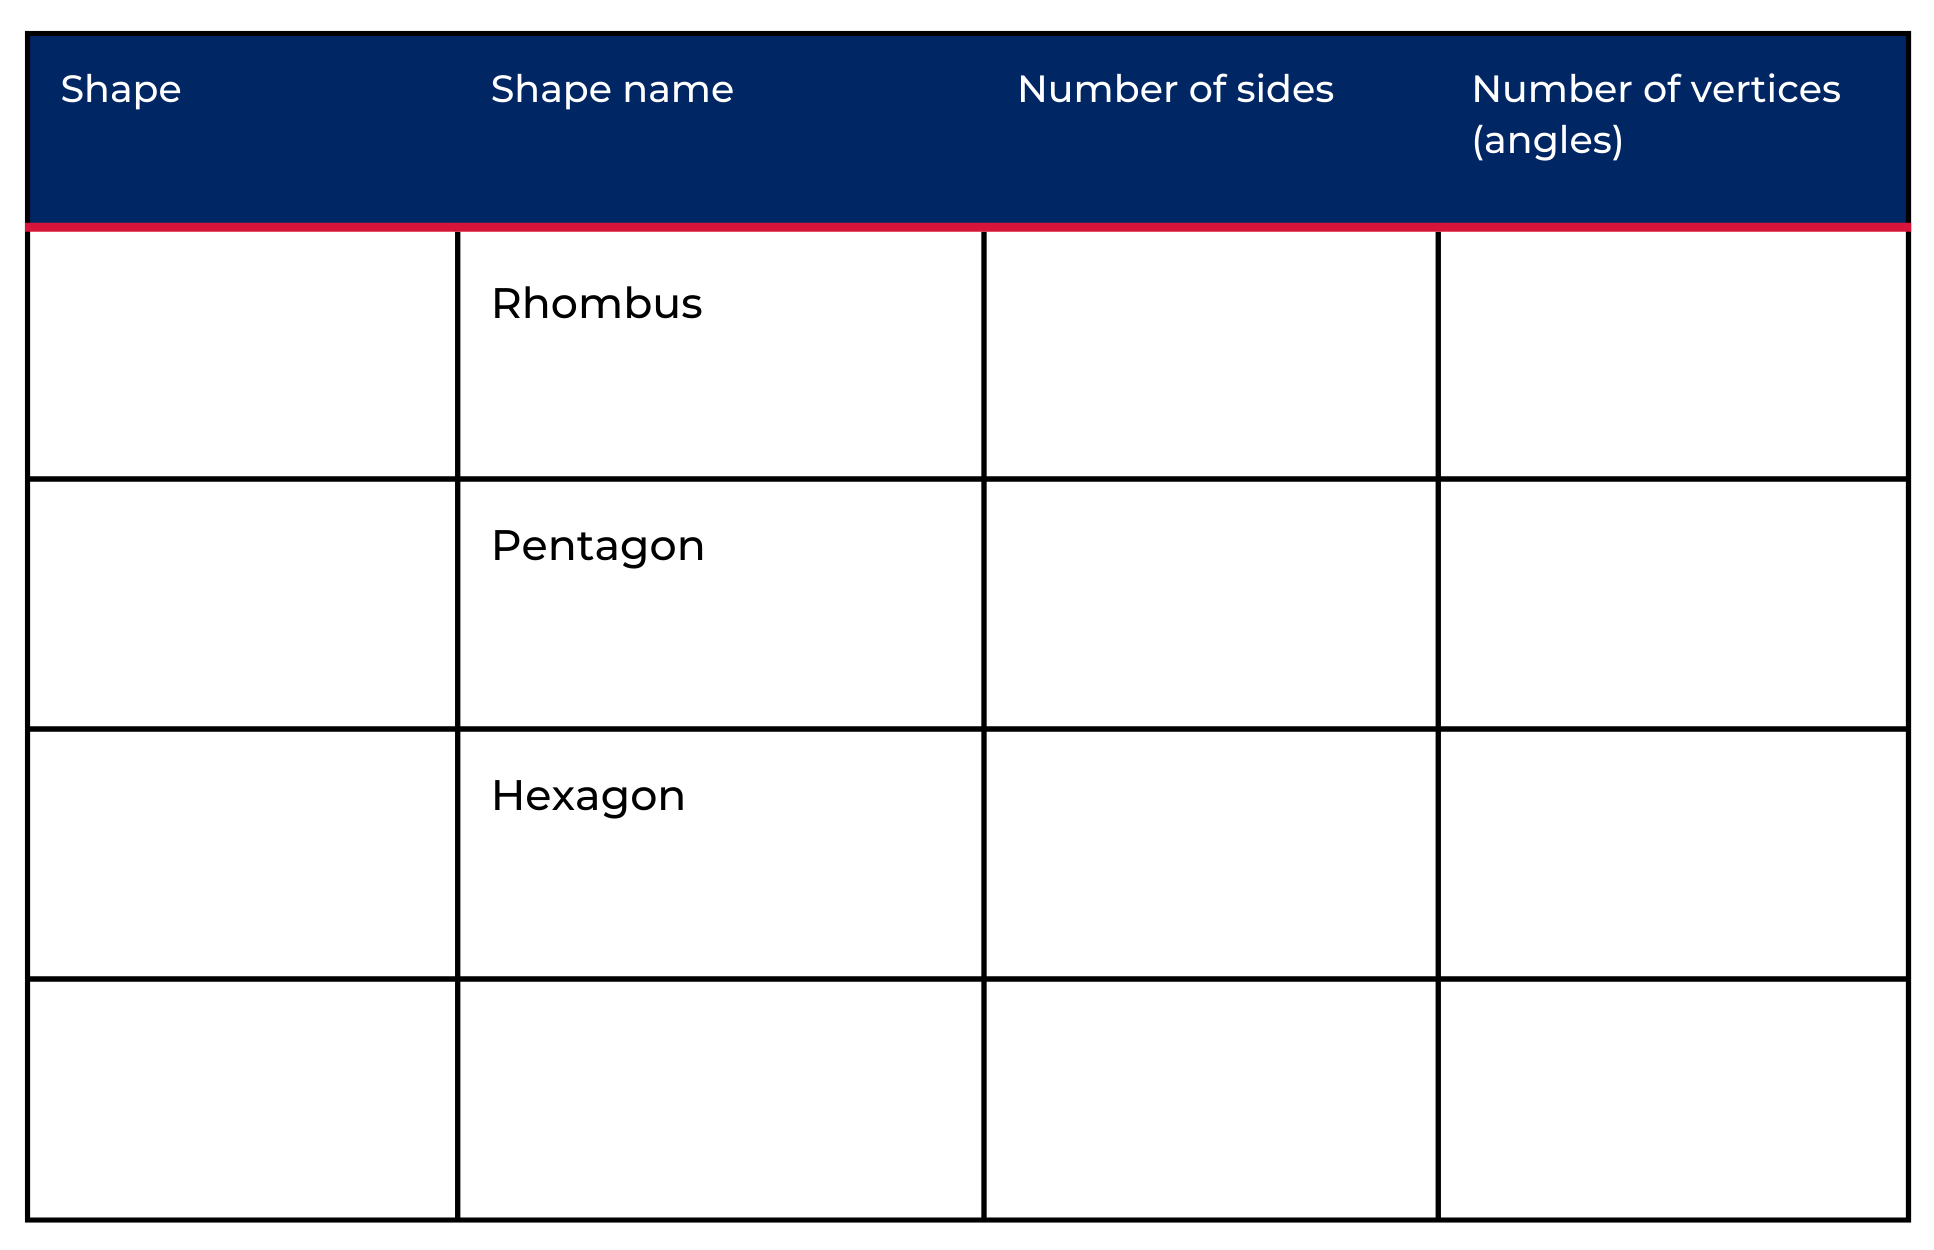 Shape
Shape name
Number of sides
Number of vertices
(angles)
Rhombus
Pentagon
Hexagon